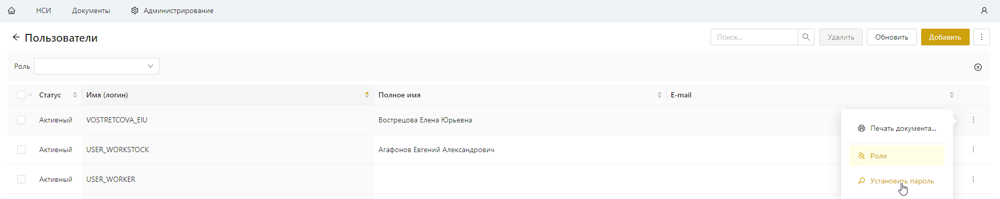 НСИ Документы Администрирование
Пользователи
Поиск... Удалить Обновить Добавить
Роль
Статус Имя (логин) Полное имя E-mail
Активный VOSTRETCOVA_EIU Вострецова Елена Юрьевна
Печать документа...
Активный USER_WORKSTOCK Агафонов Евгений Александрович
Роли
Активный USER_WORKER
Установить пароль